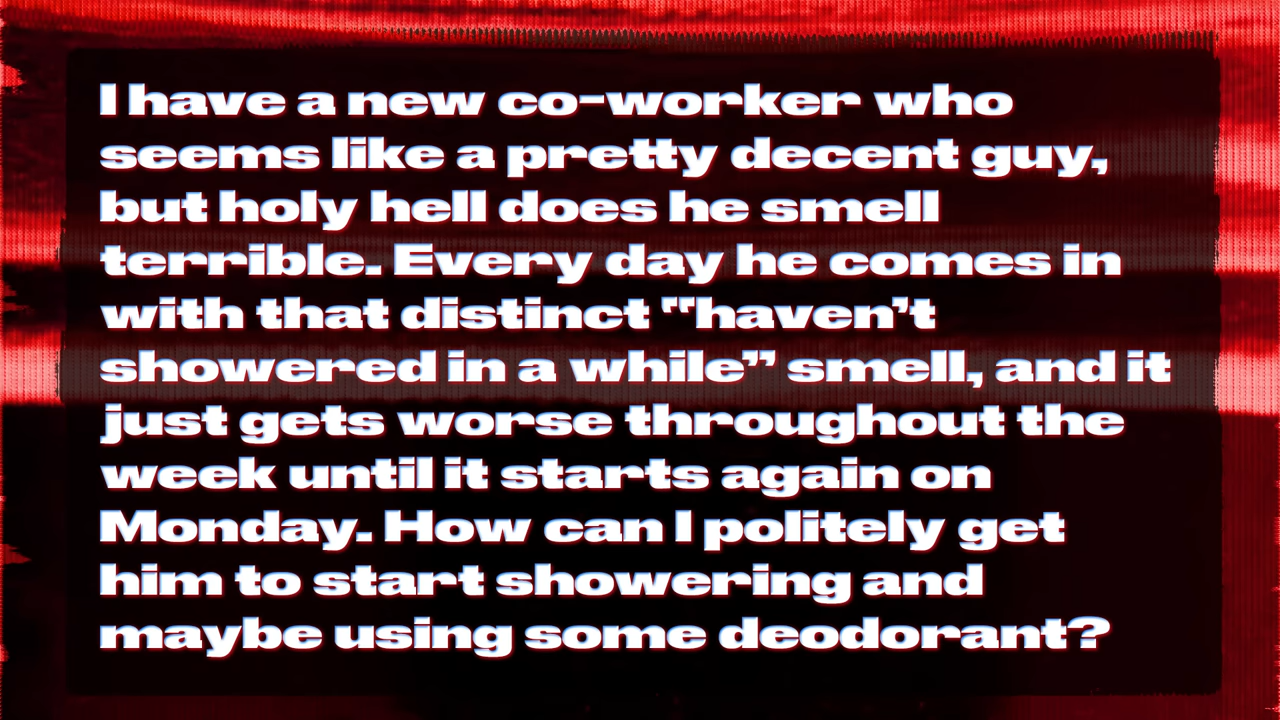 I have a new co-worker who
seems like a pretty decent guy,
but holy hell does he smell
terrible. Every day he comes in
with that distinct "haven’t
showered in a while” smell, and it
just gets worse throughout the
week until it starts again on
Monday. How can I politely get
him to start showering and
maybe using some deodorant?